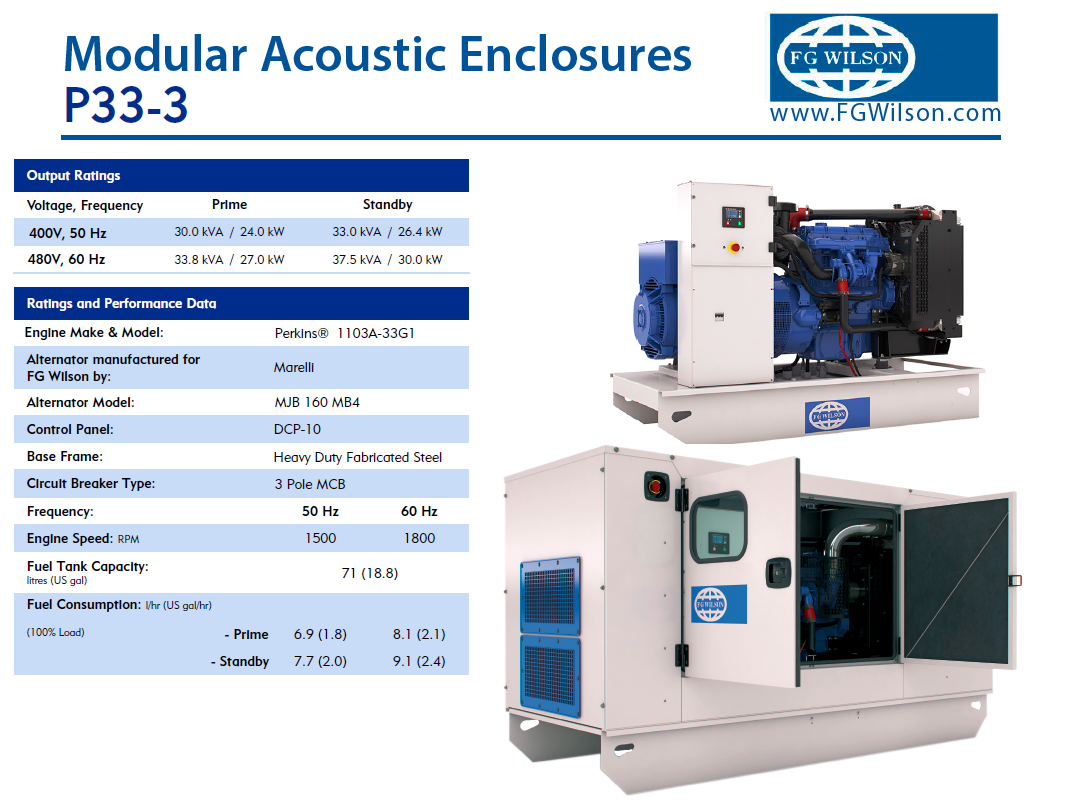 Modular Acoustic Enclosures
P33-3
FG WILSON
www.FGWilson.com
Output Ratings
Voltage, Frequency Prime Standby
400V, 50 Hz 30.0 kVA / 24.0 kW 33.0 kVA / 26.4 kW
480V, 60 Hz 33.8 kVA / 27.0 kW 37.5 kVA / 30.0 kW
Ratings and Performance Data
Engine Make & Model: Perkins® 1103A-33G1
Alternator manufactured for
FG Wilson by: Marelli
Alternator Model: MJB 160 MB4
Control Panel: DCP-10
Base Frame: Heavy Duty Fabricated Steel
Circuit Breaker Type: 3 Pole MCB
Frequency: 50 Hz 60 Hz
Engine Speed: RPM 1500 1800
Fuel Tank Capacity:
litres (US gal) 71 (18.8)
Fuel Consumption: l/hr (US gal/hr)
(100% Load) - Prime 6.9 (1.8) 8.1 (2.1)
- Standby 7.7 (2.0) 9.1 (2.4)
FG WILSON
FG WILSON